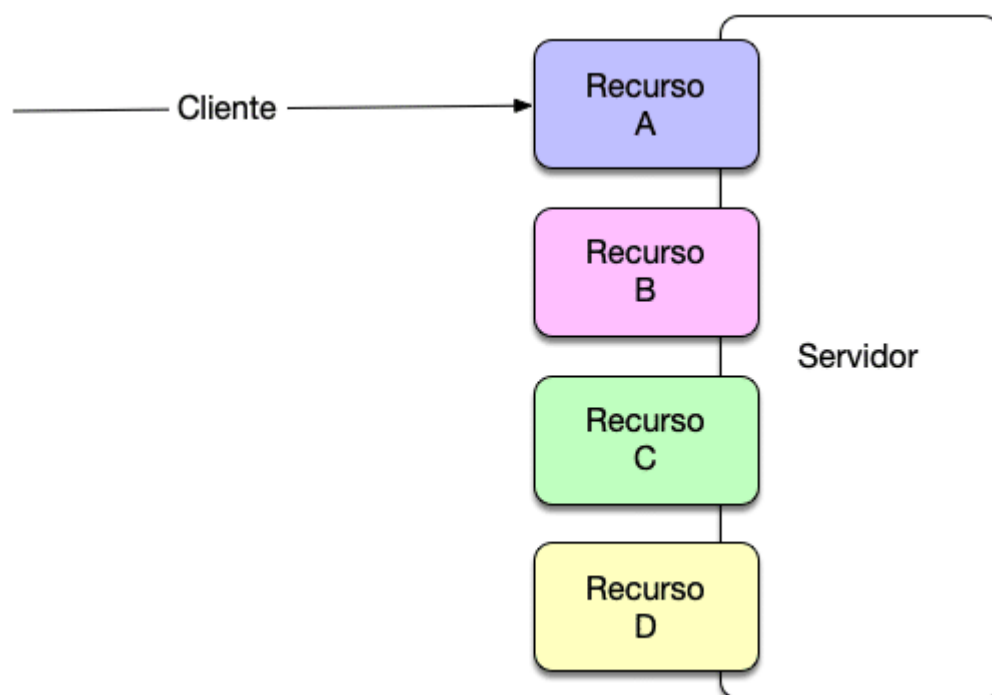 Cliente
Recurso
A
Recurso
B
Servidor
Recurso
C
Recurso
D